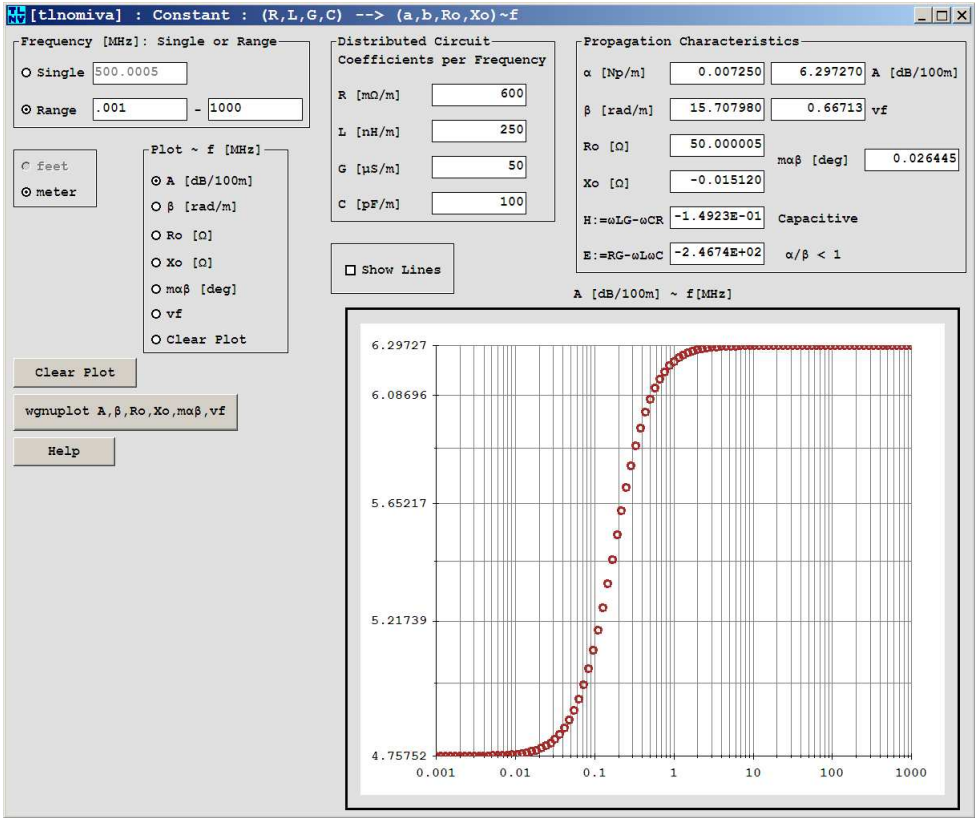 TL NV [tlnomiva] : Constant : (R,L,G,C) --> (a,b,Ro,Xo)~f
Frequency [MHz]: Single or Range
Single 500.0005
Range .001 - 1000
feet
meter
Plot ~ f [MHz]
A [dB/100m]
β [rad/m]
Ro [Ω]
Xo [Ω]
mαβ [deg]
vf
Clear Plot
Distributed Circuit
Coefficients per Frequency
R [mΩ/m] 600
L [nH/m] 250
G [µS/m] 50
C [pF/m] 100
Show Lines
Propagation Characteristics
α [Np/m] 0.007250 6.297270 A [dB/100m]
β [rad/m] 15.707980 0.66713 vf
Ro [Ω] 50.000005
mαβ [deg] 0.026445
Xo [Ω] -0.015120
H:=ωLG-ωCR -1.4923E-01 Capacitive
E:=RG-ωLωC -2.4674E+02 α/β < 1
Clear Plot
wgnuplot A,β,Ro,Xo,mαβ,vf
Help
A [dB/100m] ~ f[MHz]
6.29727
6.08696
5.65217
5.21739
4.75752
0.001 0.01 0.1 1 10 100 1000